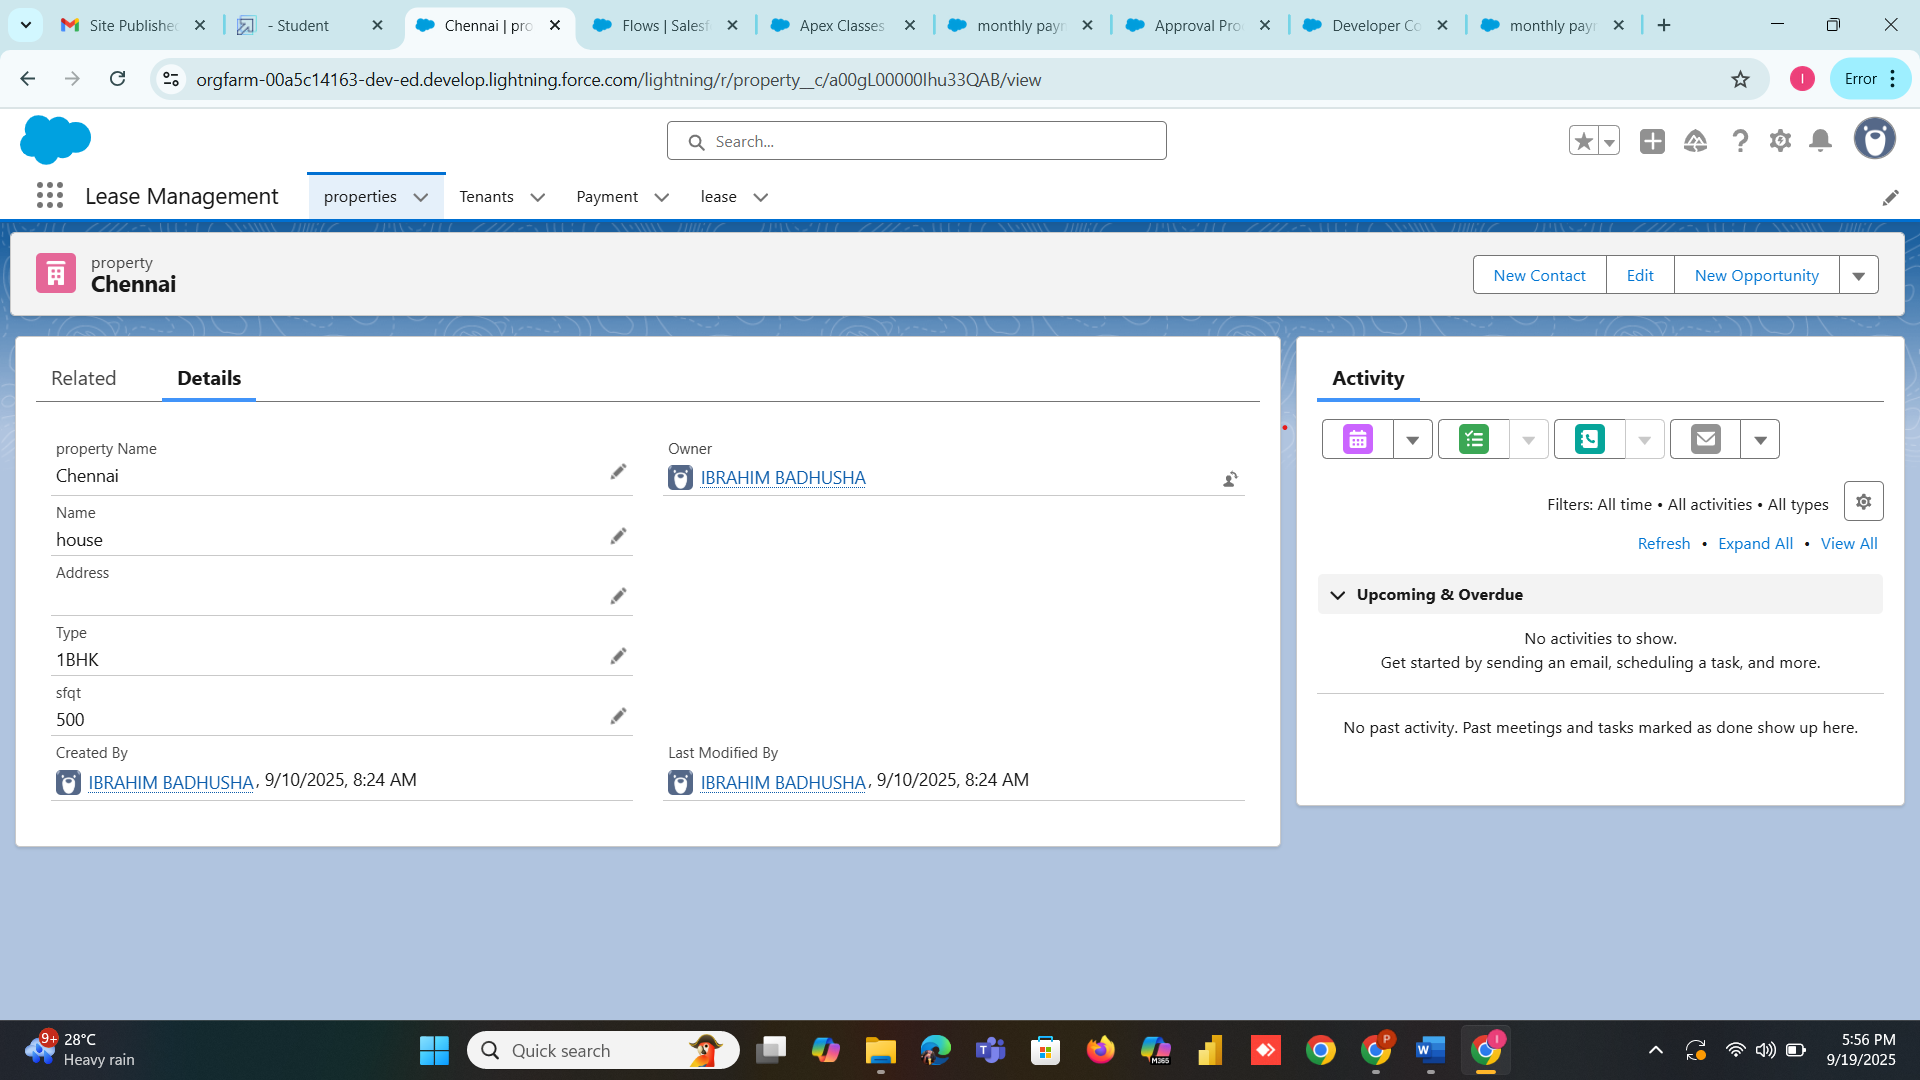 Site Published
- Student
Chennai | pro
Flows | Salesf
Apex Classes
monthly paym
Approval Pro
Developer Co
monthly paym
orgfarm-00a5c14163-dev-ed.develop.lightning.force.com/lightning/r/property__c/a00gL00000Ihu33QAB/view
I
Error
Search...
Lease Management
properties
Tenants
Payment
lease
property
Chennai
New Contact
Edit
New Opportunity
Related
Details
property Name
Chennai
Name
house
Address
Type
1BHK
sfqt
500
Created By
IBRAHIM BADHUSHA, 9/10/2025, 8:24 AM
Owner
IBRAHIM BADHUSHA
Last Modified By
IBRAHIM BADHUSHA, 9/10/2025, 8:24 AM
Activity
Filters: All time • All activities • All types
Refresh • Expand All • View All
Upcoming & Overdue
No activities to show.
Get started by sending an email, scheduling a task, and more.
No past activity. Past meetings and tasks marked as done show up here.
9+
28°C
Heavy rain
Quick search
M365
P
I
5:56 PM
9/19/2025